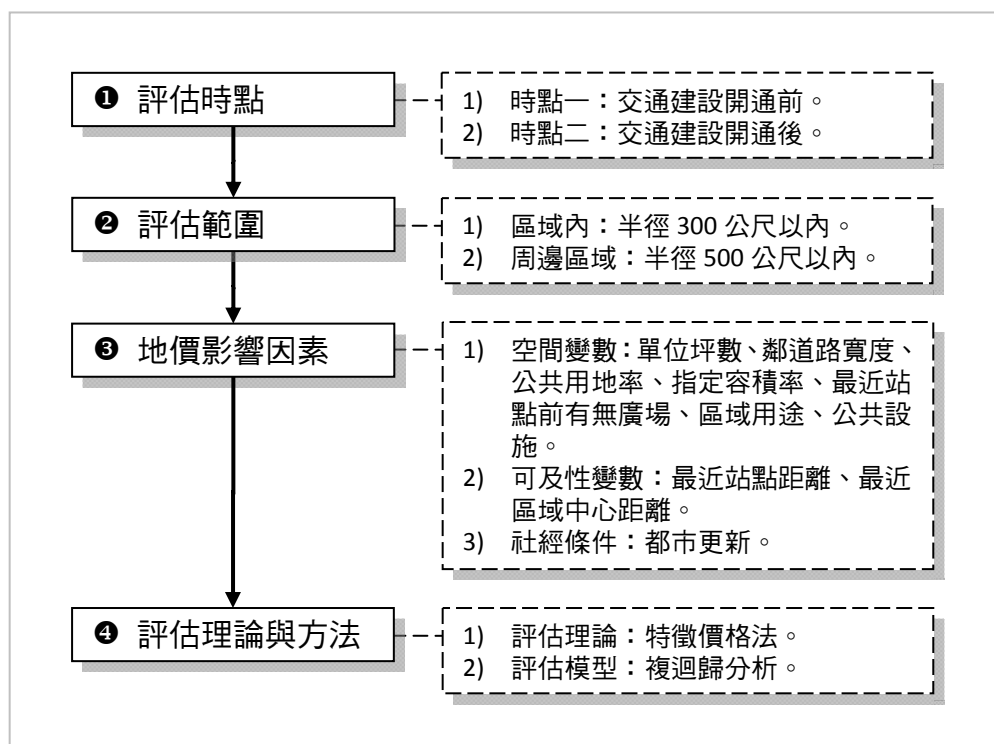 ❶ 評估時點
1) 時點一：交通建設開通前。
2) 時點二：交通建設開通後。
❷ 評估範圍
1) 區域內：半徑 300 公尺以內。
2) 周邊區域：半徑 500 公尺以內。
❸ 地價影響因素
1) 空間變數：單位坪數、鄰道路寬度、
公共用地率、指定容積率、最近站
點前有無廣場、區域用途、公共設
施。
2) 可及性變數：最近站點距離、最近
區域中心距離。
3) 社經條件：都市更新。
❹ 評估理論與方法
1) 評估理論：特徵價格法。
2) 評估模型：複迴歸分析。